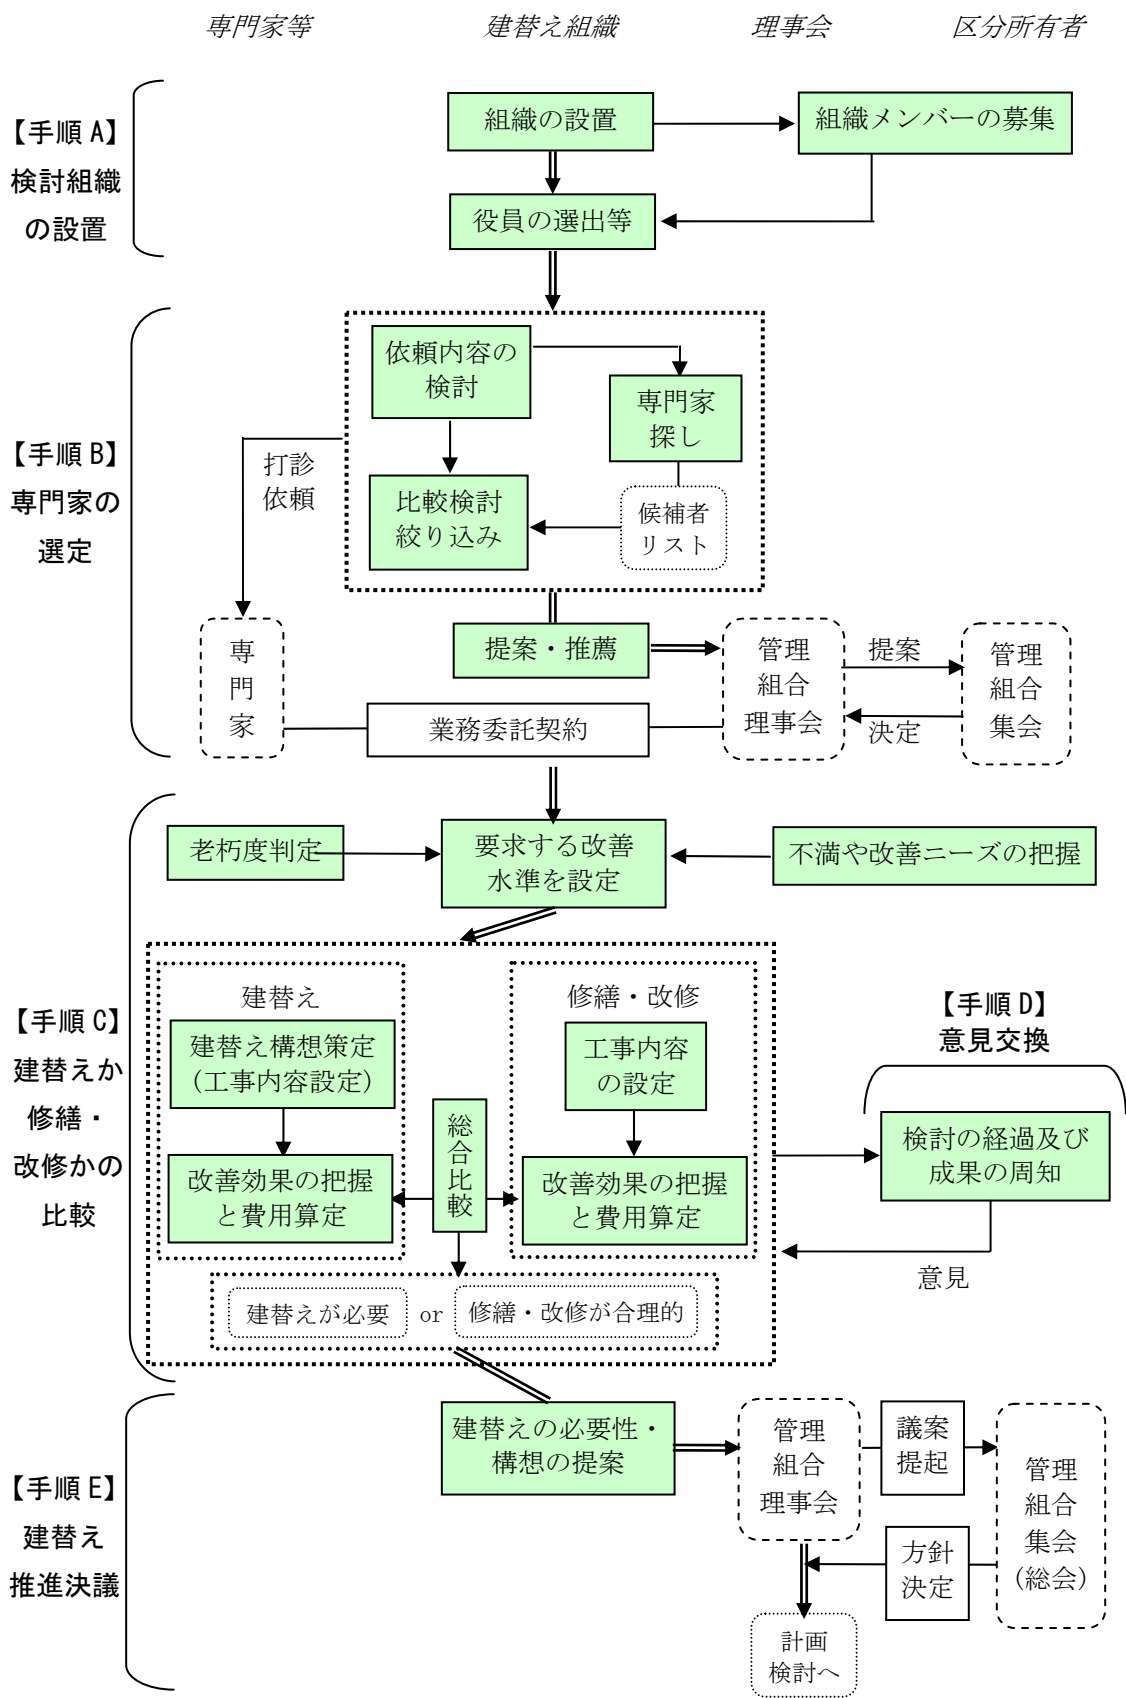 専門家等
建替え組織
理事会
区分所有者
【手順 A】
検討組織
の設置
組織の設置
組織メンバーの募集
役員の選出等
【手順 B】
専門家の
選定
依頼内容の
検討
専門家
探し
打診
依頼
比較検討
絞り込み
候補者
リスト
専
門
家
提案・推薦
管理
組合
理事会
提案
決定
管理
組合
集会
業務委託契約
【手順 C】
建替えか
修繕・
改修かの
比較
老朽度判定
要求する改善
水準を設定
不満や改善ニーズの把握
建替え
建替え構想策定
（工事内容設定）
改善効果の把握
と費用算定
総
合
比
較
修繕・改修
工事内容
の設定
改善効果の把握
と費用算定
建替えが必要
or
修繕・改修が合理的
【手順 D】
意見交換
検討の経過及び
成果の周知
意見
【手順 E】
建替え
推進決議
建替えの必要性・
構想の提案
管理
組合
理事会
議案
提起
管理
組合
集会
（総会）
方針
決定
計画
検討へ